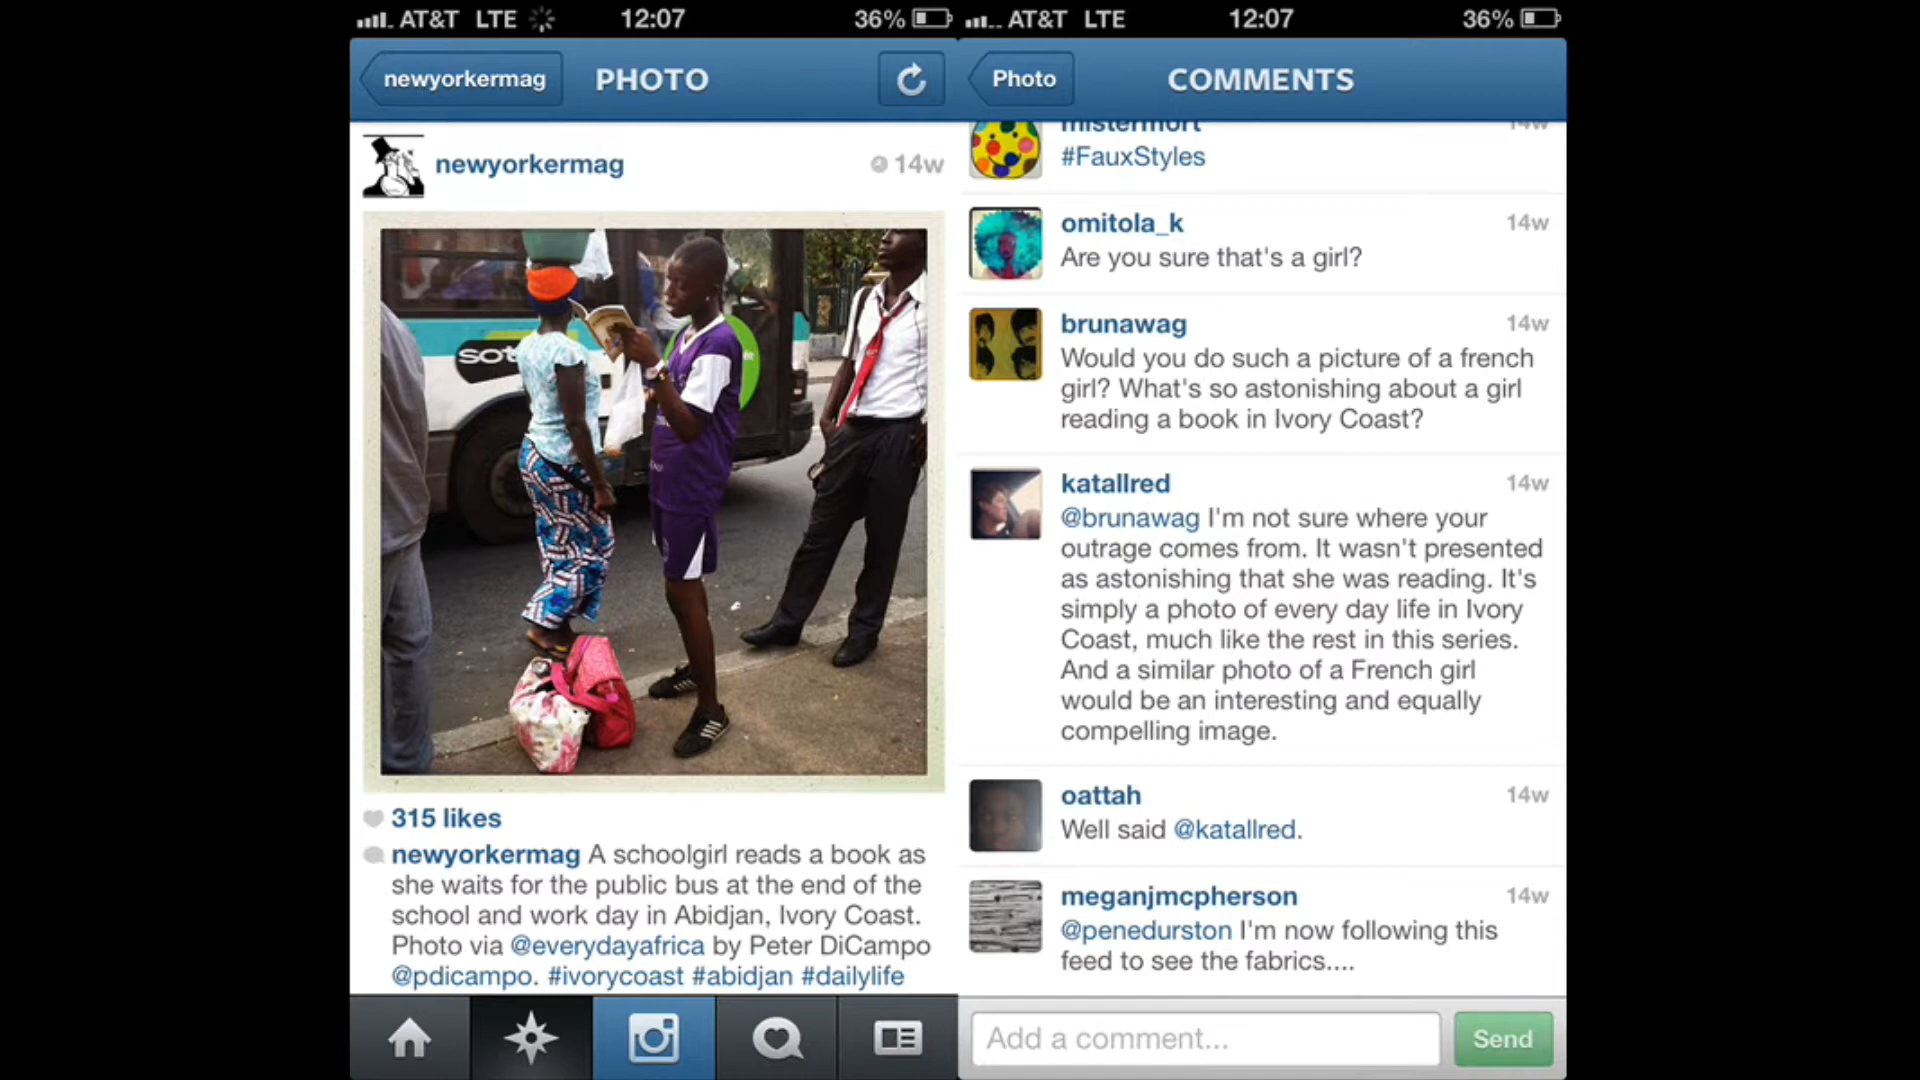 AT&T LTE 12:07 36%
newyorkermag PHOTO
newyorkermag 14w
sot
315 likes
newyorkermag A schoolgirl reads a book as
she waits for the public bus at the end of the
school and work day in Abidjan, Ivory Coast.
Photo via @everydayafrica by Peter DiCampo
@pdicampo. #ivorycoast #abidjan #dailylife
AT&T LTE 12:07 36%
Photo COMMENTS
mistermort 14w
#FauxStyles
omitola_k 14w
Are you sure that's a girl?
brunawag 14w
Would you do such a picture of a french
girl? What's so astonishing about a girl
reading a book in Ivory Coast?
katallred 14w
@brunawag I'm not sure where your
outrage comes from. It wasn't presented
as astonishing that she was reading. It's
simply a photo of every day life in Ivory
Coast, much like the rest in this series.
And a similar photo of a French girl
would be an interesting and equally
compelling image.
oattah 14w
Well said @katallred.
meganjmcpherson 14w
@penedurston I'm now following this
feed to see the fabrics....
Add a comment... Send